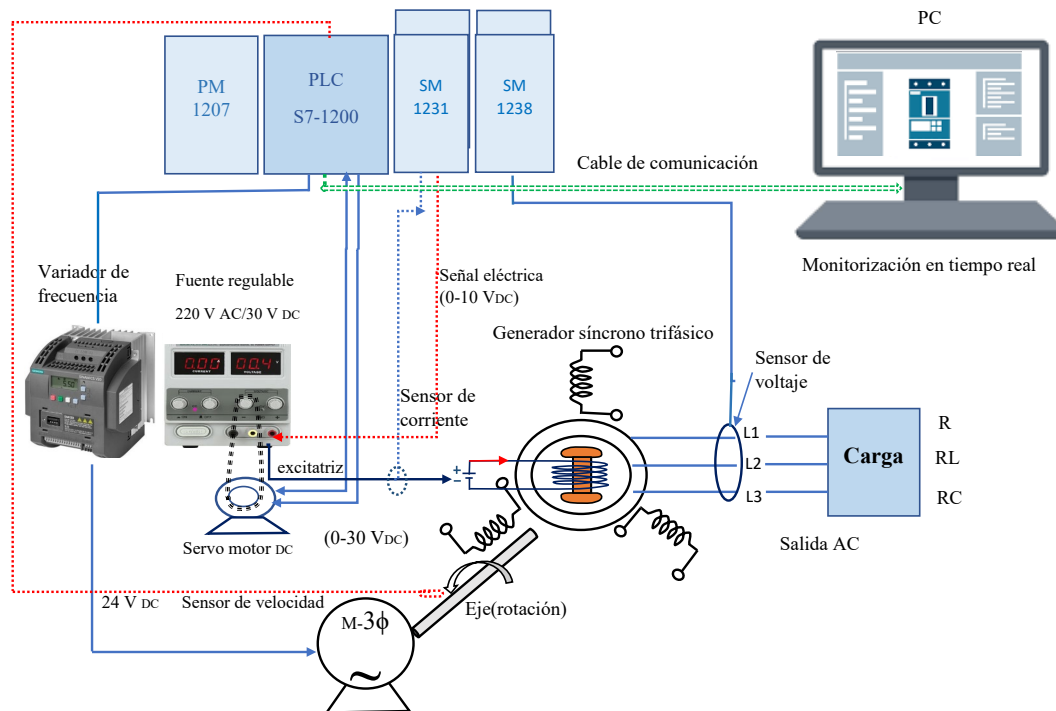 PC
PM
1207
PLC
S7-1200
SM
1231
SM
1238
Cable de comunicación
Monitorización en tiempo real
Variador de
frecuencia
Fuente regulable
220 V AC/30 V DC
Señal eléctrica
(0-10 VDC)
Generador síncrono trifásico
Sensor de
voltaje
Sensor de
corriente
excitatriz
+
−
L1
L2
L3
Carga
R
RL
RC
Servo motor DC
(0-30 VDC)
Salida AC
24 V DC
Sensor de velocidad
Eje(rotación)
M-3ϕ
~